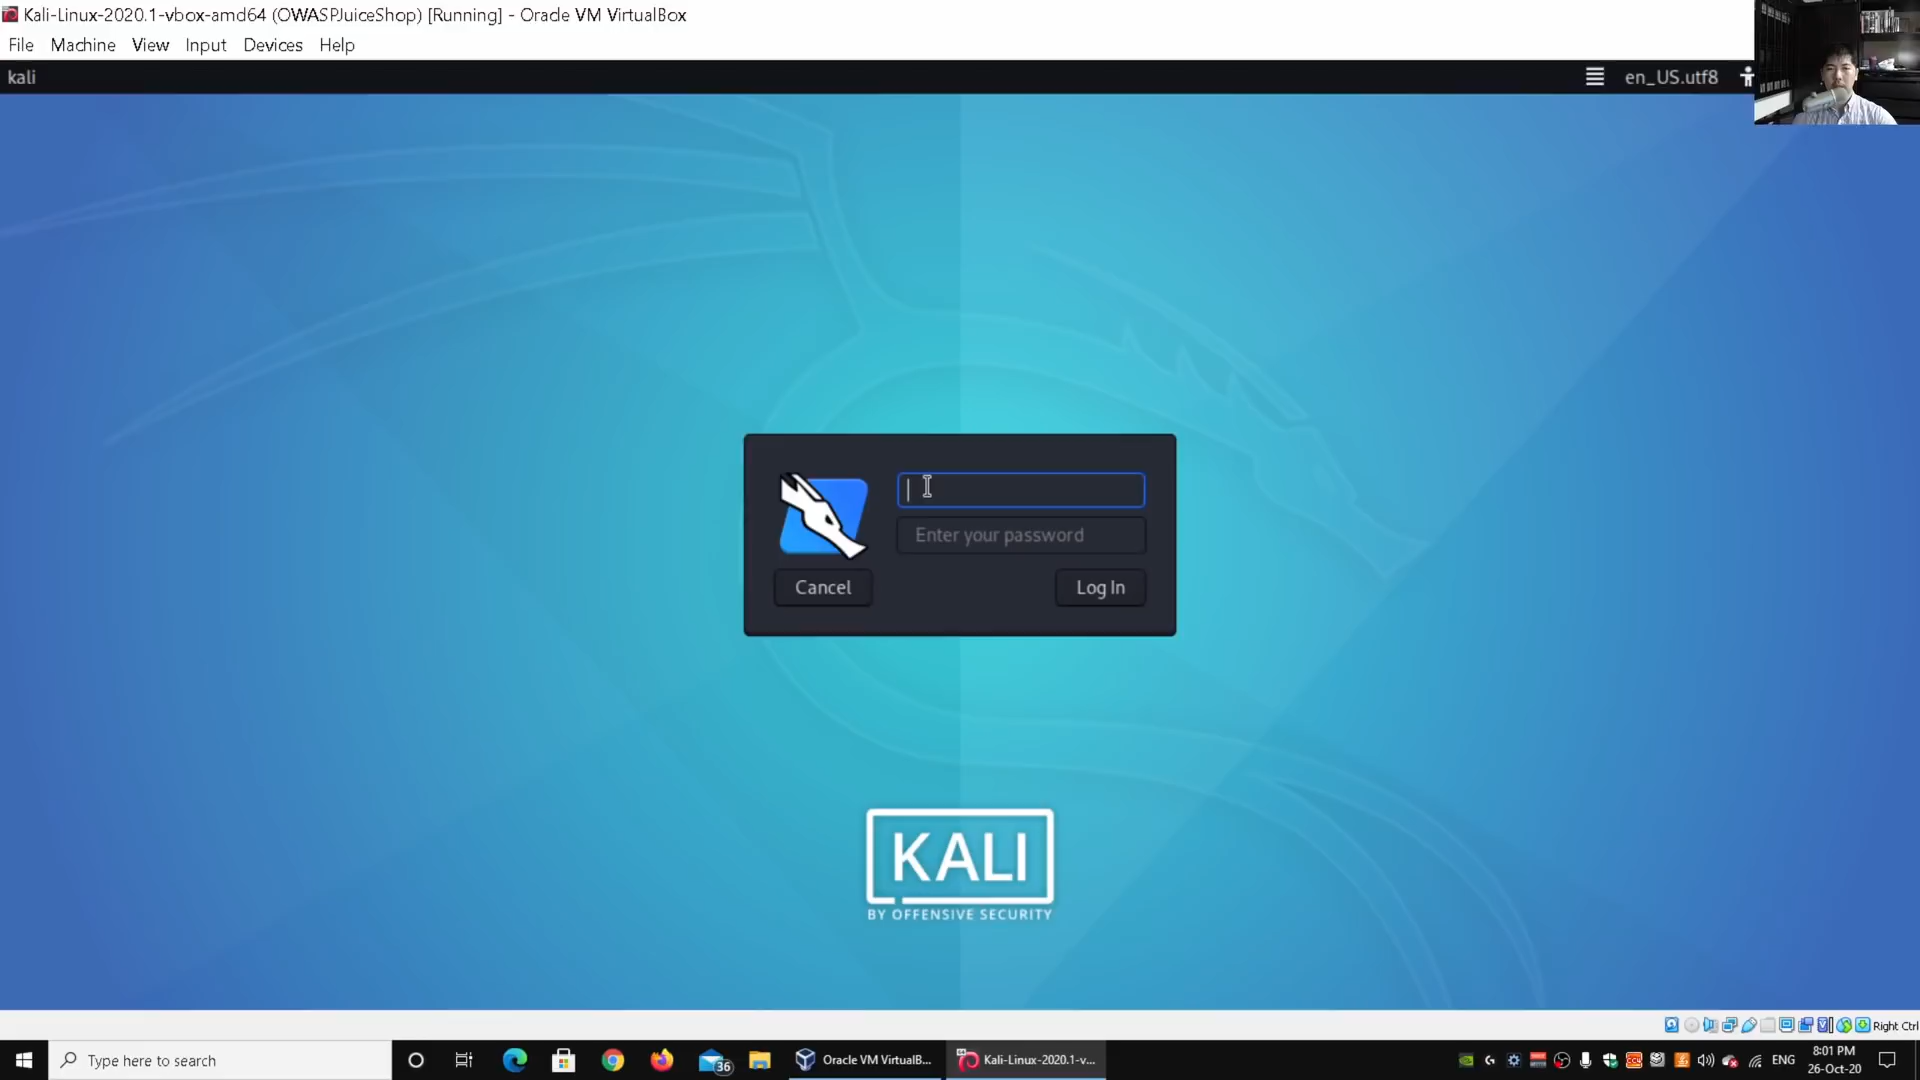 Kali-Linux-2020.1-vbox-amd64 (OWASPJuiceShop) [Running] - Oracle VM VirtualBox
File Machine View Input Devices Help
kali
en_US.utf8
Enter your password
Cancel
Log In
KALI
BY OFFENSIVE SECURITY
Right Ctrl
Type here to search
36
Oracle VM VirtualB...
Kali-Linux-2020.1-v...
ENG
8:01 PM
26-Oct-20